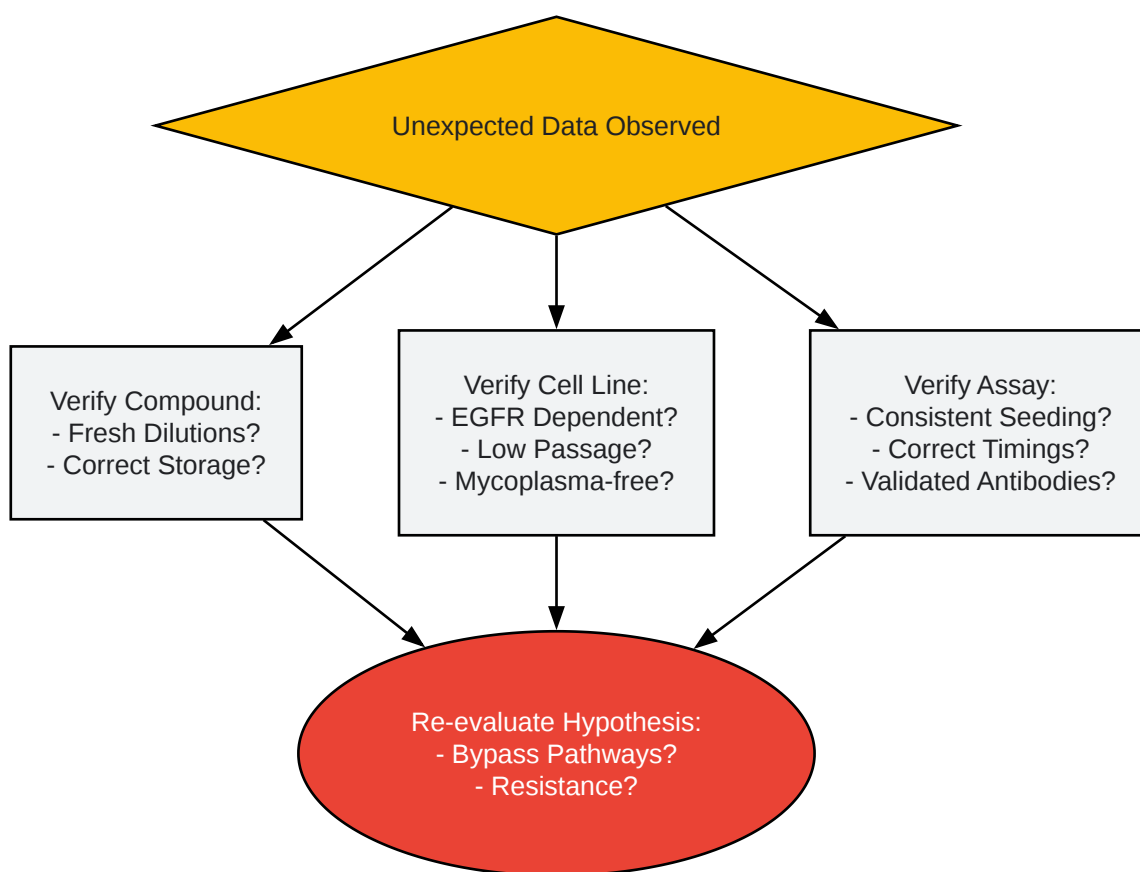 Unexpected Data Observed
Verify Compound:
- Fresh Dilutions?
- Correct Storage?
Verify Cell Line:
- EGFR Dependent?
- Low Passage?
- Mycoplasma-free?
Verify Assay:
- Consistent Seeding?
- Correct Timings?
- Validated Antibodies?
Re-evaluate Hypothesis:
- Bypass Pathways?
- Resistance?